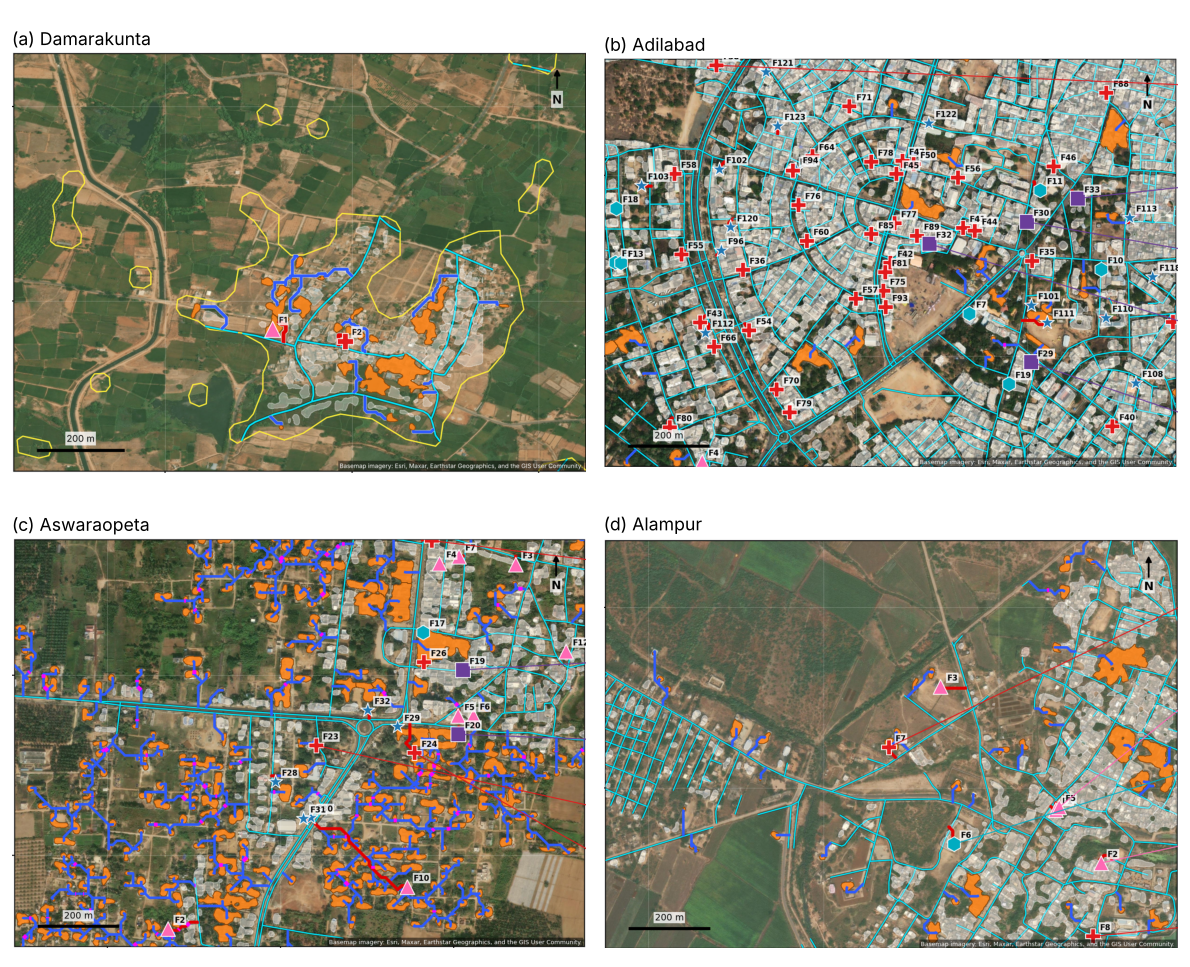 (a) Damarakunta
N
F1
F2
200 m
Basemap imagery: Esri, Maxar, Earthstar Geographics, and the GIS User Community
(b) Adilabad
F121
F88
N
F71
F123
F122
F64
F78
F50
F58
F102
F94
F45
F56
F46
F103
F11
F33
F18
F76
F113
F120
F77
F30
F85
F89
F44
F32
F96
F60
F55
F13
F42
F35
F36
F81
F10
F118
F75
F57
F93
F7
F101
F43
F112
F54
F111
F110
F66
F29
F19
F70
F108
F79
F80
F40
200 m
F4
Basemap imagery: Esri, Maxar, Earthstar Geographics, and the GIS User Community
(c) Aswaraopeta
F4
F7
F3
N
F17
F12
F26
F19
F32
F5
F6
F29
F20
F23
F24
F28
F31
F10
200 m
F2
Basemap imagery: Esri, Maxar, Earthstar Geographics, and the GIS User Community
(d) Alampur
N
F3
F7
F5
F6
F2
200 m
F8
Basemap imagery: Esri, Maxar, Earthstar Geographics, and the GIS User Community